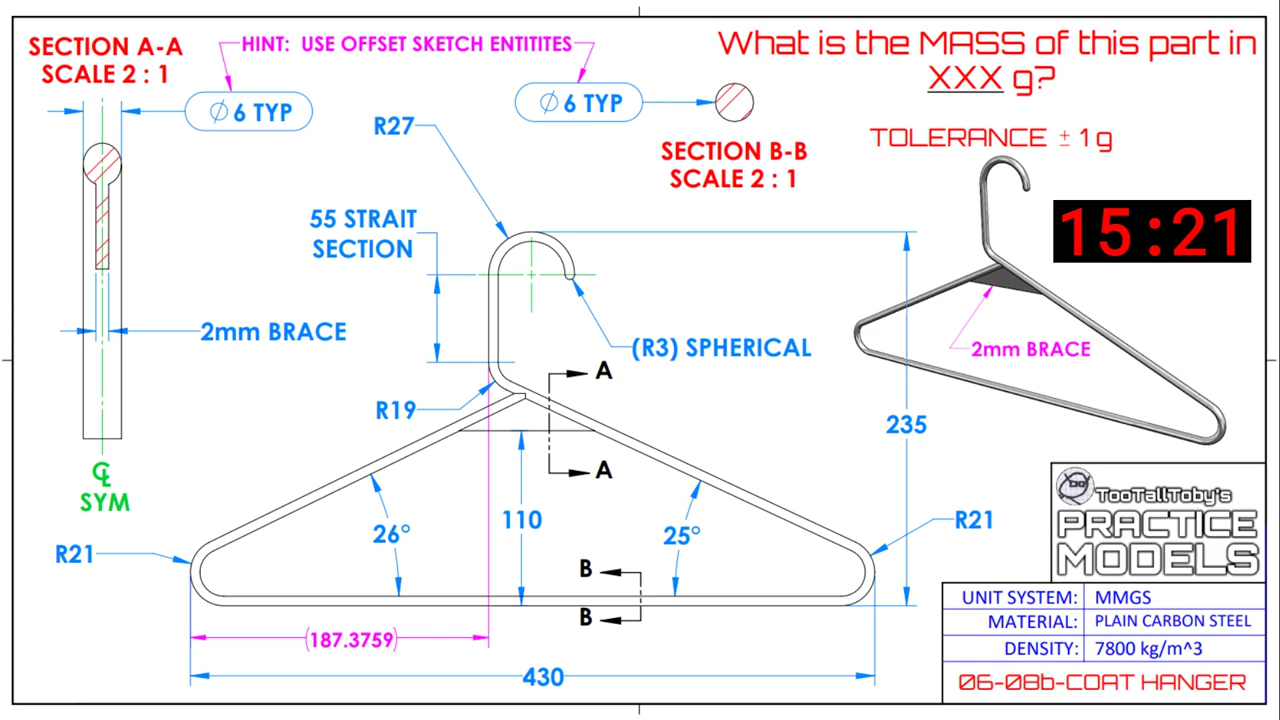 SECTION A-A
SCALE 2 : 1
HINT: USE OFFSET SKETCH ENTITITES
What is the MASS of this part in
XXX g?
TOLERANCE ± 1 g
∅ 6 TYP
∅ 6 TYP
SECTION B-B
SCALE 2 : 1
R27
55 STRAIT
SECTION
15:21
2mm BRACE
(R3) SPHERICAL
2mm BRACE
A
R19
235
A
℄
SYM
26°
110
25°
R21
R21
B
B
(187.3759)
430
TooTallToby's
PRACTICE
MODELS
UNIT SYSTEM: MMGS
MATERIAL: PLAIN CARBON STEEL
DENSITY: 7800 kg/m^3
06-08b-COAT HANGER